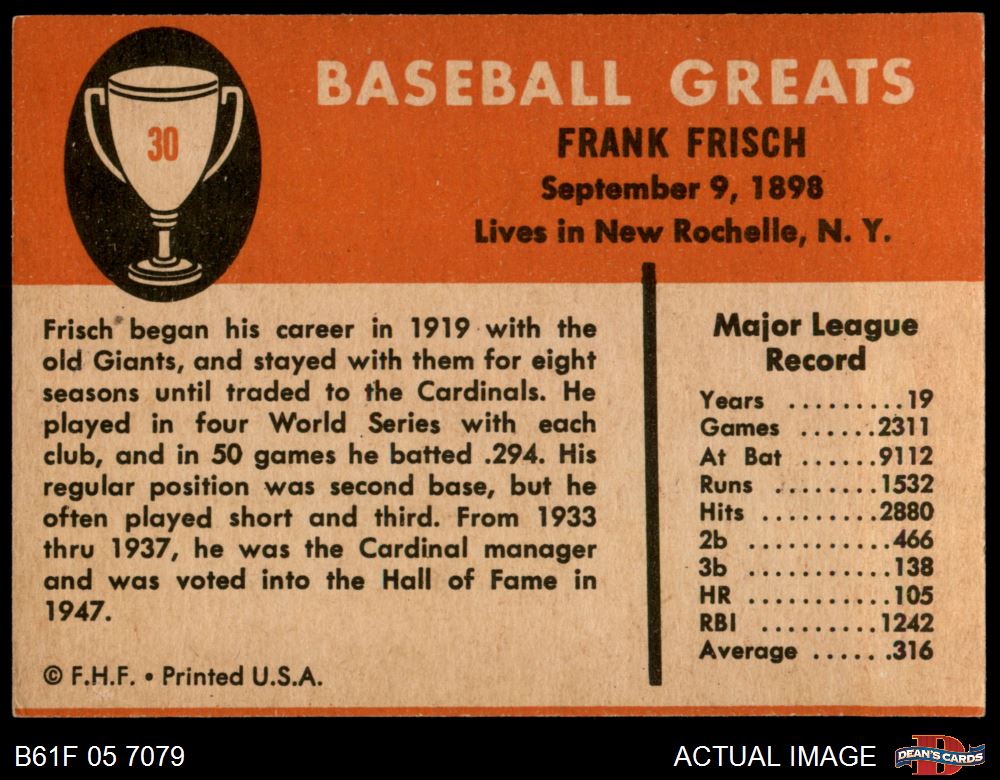 30
BASEBALL GREATS
FRANK FRISCH
September 9, 1898
Lives in New Rochelle, N. Y.
Frisch began his career in 1919 with the
old Giants, and stayed with them for eight
seasons until traded to the Cardinals. He
played in four World Series with each
club, and in 50 games he batted .294. His
regular position was second base, but he
often played short and third. From 1933
thru 1937, he was the Cardinal manager
and was voted into the Hall of Fame in
1947.
© F.H.F. • Printed U.S.A.
Major League
Record
Years .........19
Games ......2311
At Bat ......9112
Runs ........1532
Hits .........2880
2b ...........466
3b ...........138
HR ...........105
RBI .........1242
Average ......316
B61F 05 7079
ACTUAL IMAGE
D
DEAN'S CARDS